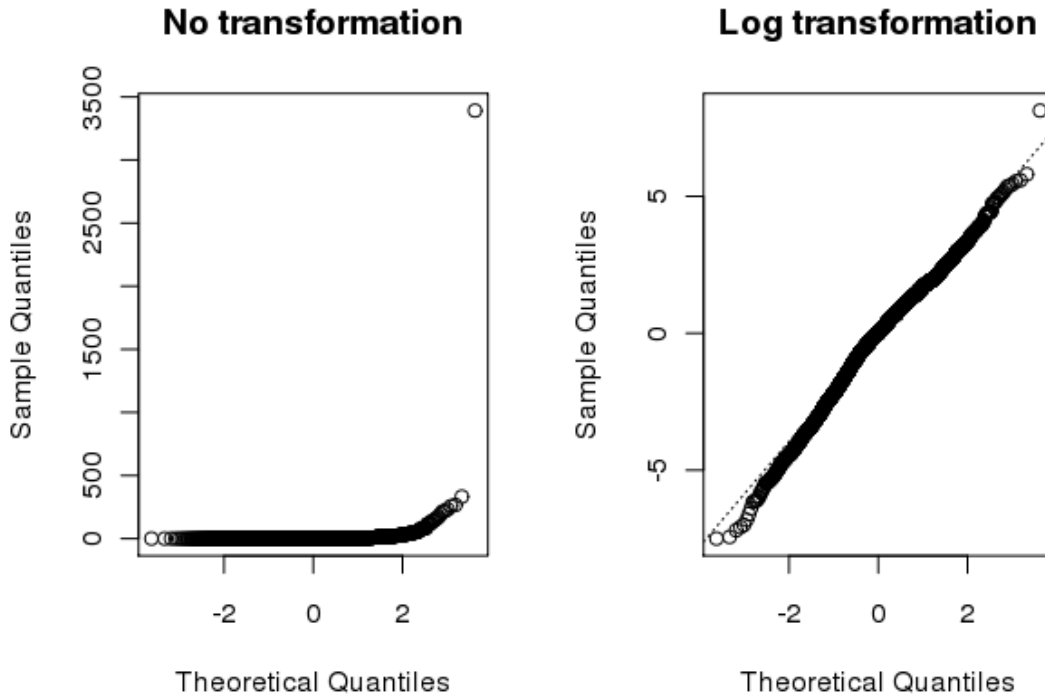 No transformation
Sample Quantiles
3500
2500
1500
500
0
-2
0
2
Theoretical Quantiles
Log transformation
Sample Quantiles
5
0
-5
-2
0
2
Theoretical Quantiles